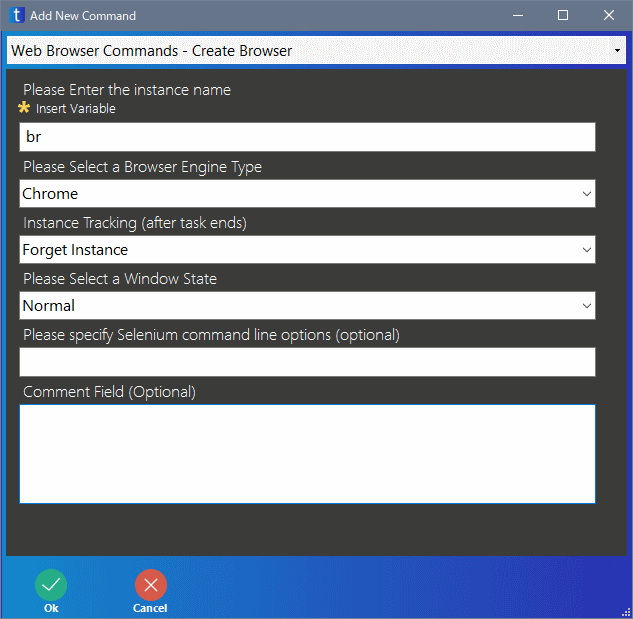 t Add New Command
Web Browser Commands - Create Browser
Please Enter the instance name
Insert Variable
br
Please Select a Browser Engine Type
Chrome
Instance Tracking (after task ends)
Forget Instance
Please Select a Window State
Normal
Please specify Selenium command line options (optional)
Comment Field (Optional)
Ok Cancel